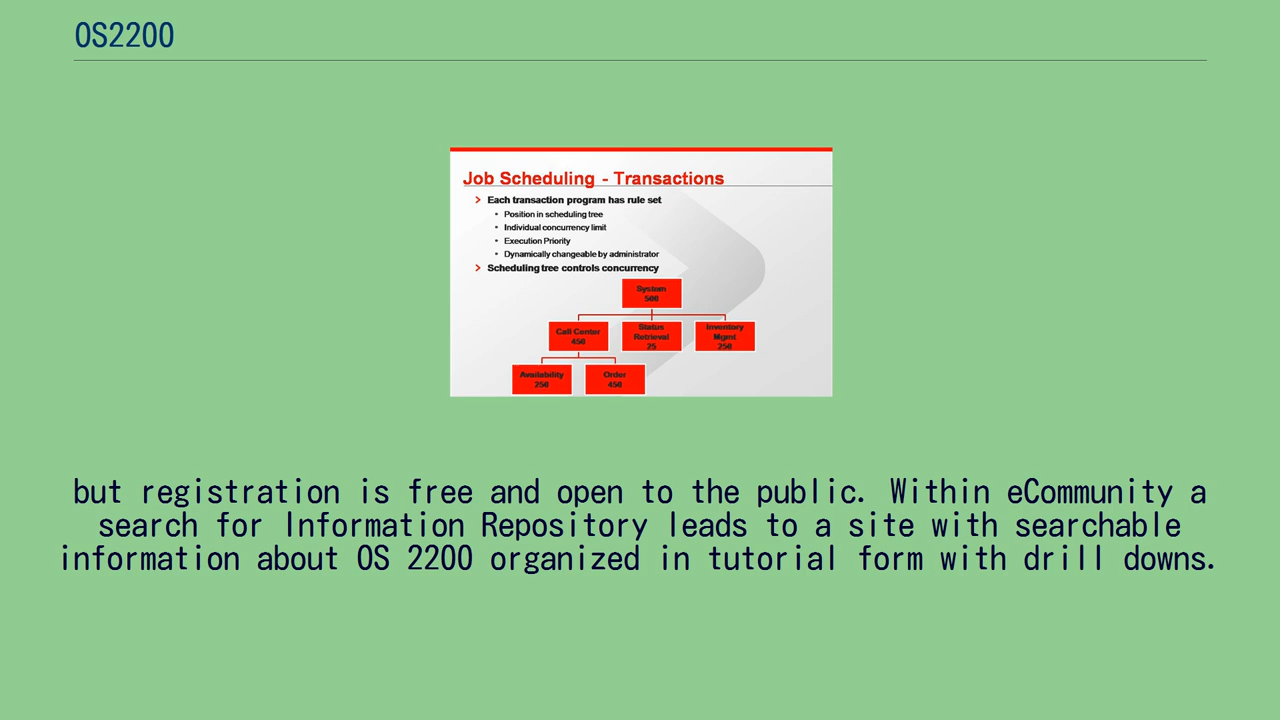 OS2200
Job Scheduling - Transactions
Each transaction program has rule set
Position in scheduling tree
Individual concurrency limit
Execution Priority
Dynamically changeable by administrator
Scheduling tree controls concurrency
System
500
Call Center
450
Status
Retrieval
25
Inventory
Mgmt
250
Availability
250
Order
450
but registration is free and open to the public. Within eCommunity a
search for Information Repository leads to a site with searchable
information about OS 2200 organized in tutorial form with drill downs.